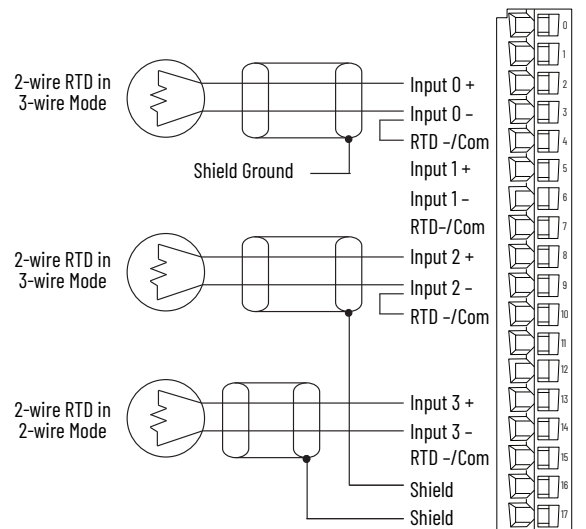 2-wire RTD in
3-wire Mode
Input 0 +
Input 0 –
RTD –/Com
Shield Ground
Input 1 +
Input 1 –
RTD–/Com
2-wire RTD in
3-wire Mode
Input 2 +
Input 2 –
RTD –/Com
2-wire RTD in
2-wire Mode
Input 3 +
Input 3 –
RTD –/Com
Shield
Shield
0
1
2
3
4
5
6
7
8
9
10
11
12
13
14
15
16
17